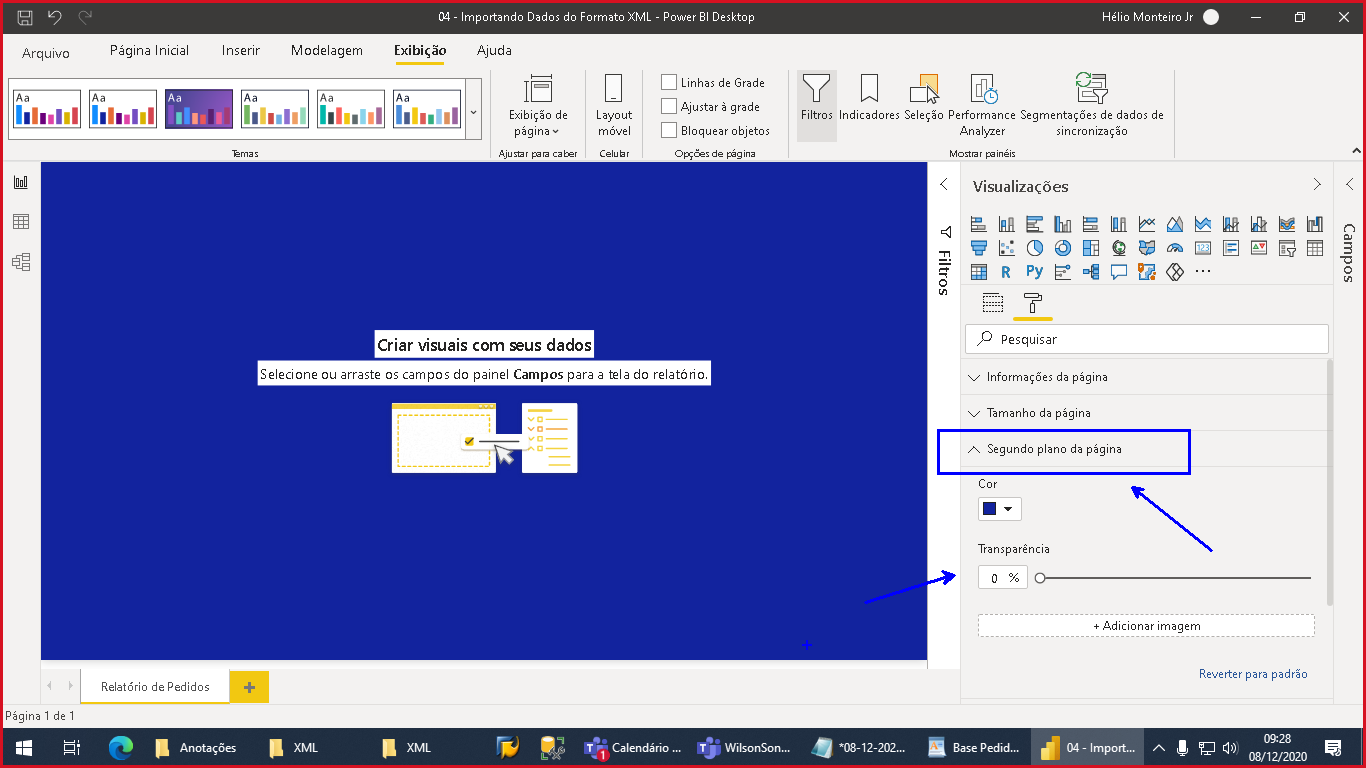 04 - Importando Dados do Formato XML - Power BI Desktop
Hélio Monteiro Jr
Arquivo
Página Inicial
Inserir
Modelagem
Exibição
Ajuda
Aa
Aa
Aa
Aa
Aa
Aa
Temas
Exibição de
página
Ajustar para caber
Layout
móvel
Celular
Linhas de Grade
Ajustar à grade
Bloquear objetos
Opções de página
Filtros
Indicadores
Seleção
Performance
Analyzer
Segmentações de dados de
sincronização
Mostrar painéis
Criar visuais com seus dados
Selecione ou arraste os campos do painel Campos para a tela do relatório.
Filtros
Visualizações
R
Py
123
Pesquisar
Informações da página
Tamanho da página
Segundo plano da página
Cor
Transparência
0 %
+ Adicionar imagem
Reverter para padrão
Campos
Relatório de Pedidos
+
Página 1 de 1
Anotações
XML
XML
1
Calendário ...
WilsonSon...
*08-12-202...
Base Pedid...
04 - Import...
09:28
08/12/2020